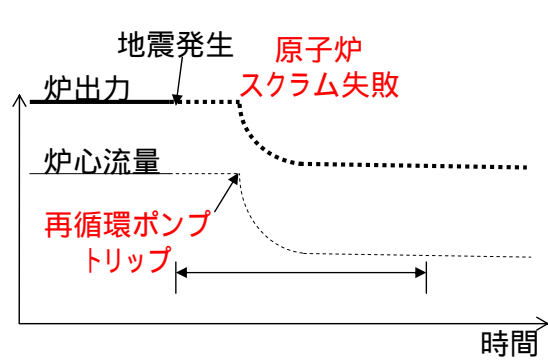 地震発生
原子炉
スクラム失敗
炉出力
炉心流量
再循環ポンプ
トリップ
時間